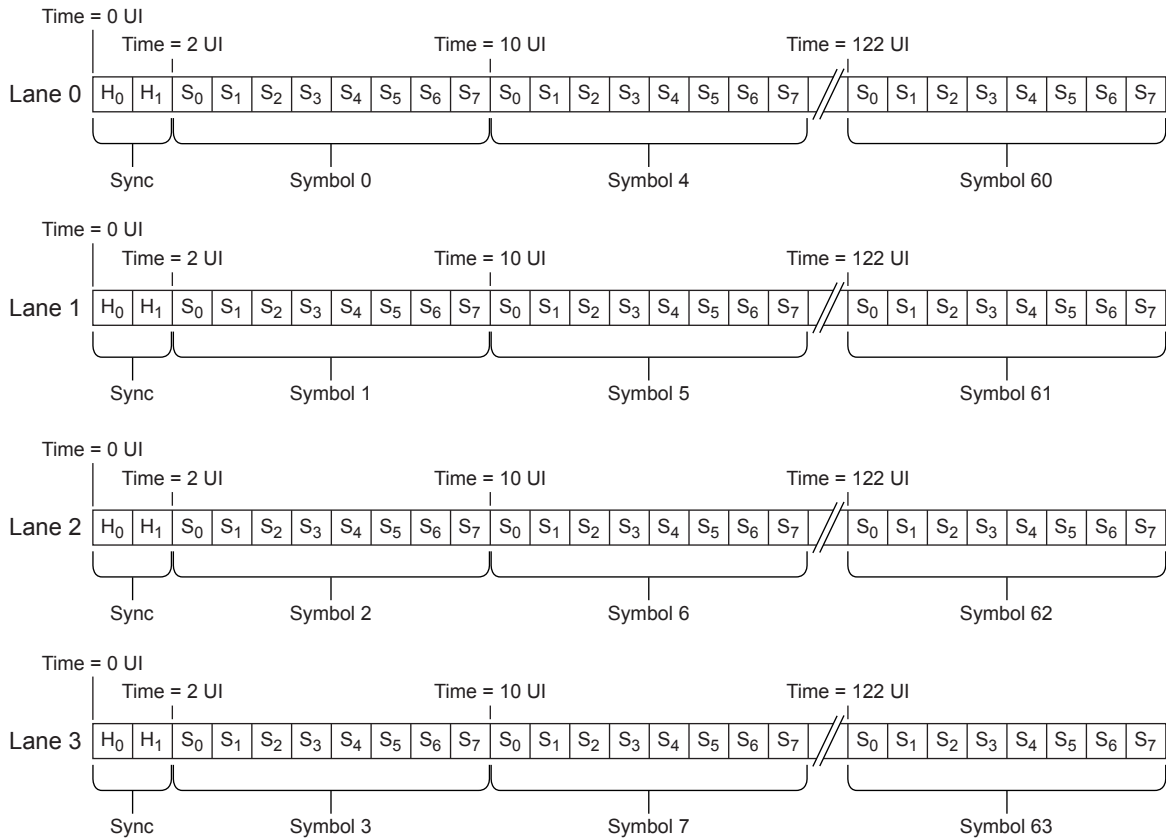 Time = 0 UI
Time = 2 UI Time = 10 UI Time = 122 UI
Lane 0 H₀ H₁ S₀ S₁ S₂ S₃ S₄ S₅ S₆ S₇ S₀ S₁ S₂ S₃ S₄ S₅ S₆ S₇ S₀ S₁ S₂ S₃ S₄ S₅ S₆ S₇
Sync Symbol 0 Symbol 4 Symbol 60
Time = 0 UI
Time = 2 UI Time = 10 UI Time = 122 UI
Lane 1 H₀ H₁ S₀ S₁ S₂ S₃ S₄ S₅ S₆ S₇ S₀ S₁ S₂ S₃ S₄ S₅ S₆ S₇ S₀ S₁ S₂ S₃ S₄ S₅ S₆ S₇
Sync Symbol 1 Symbol 5 Symbol 61
Time = 0 UI
Time = 2 UI Time = 10 UI Time = 122 UI
Lane 2 H₀ H₁ S₀ S₁ S₂ S₃ S₄ S₅ S₆ S₇ S₀ S₁ S₂ S₃ S₄ S₅ S₆ S₇ S₀ S₁ S₂ S₃ S₄ S₅ S₆ S₇
Sync Symbol 2 Symbol 6 Symbol 62
Time = 0 UI
Time = 2 UI Time = 10 UI Time = 122 UI
Lane 3 H₀ H₁ S₀ S₁ S₂ S₃ S₄ S₅ S₆ S₇ S₀ S₁ S₂ S₃ S₄ S₅ S₆ S₇ S₀ S₁ S₂ S₃ S₄ S₅ S₆ S₇
Sync Symbol 3 Symbol 7 Symbol 63